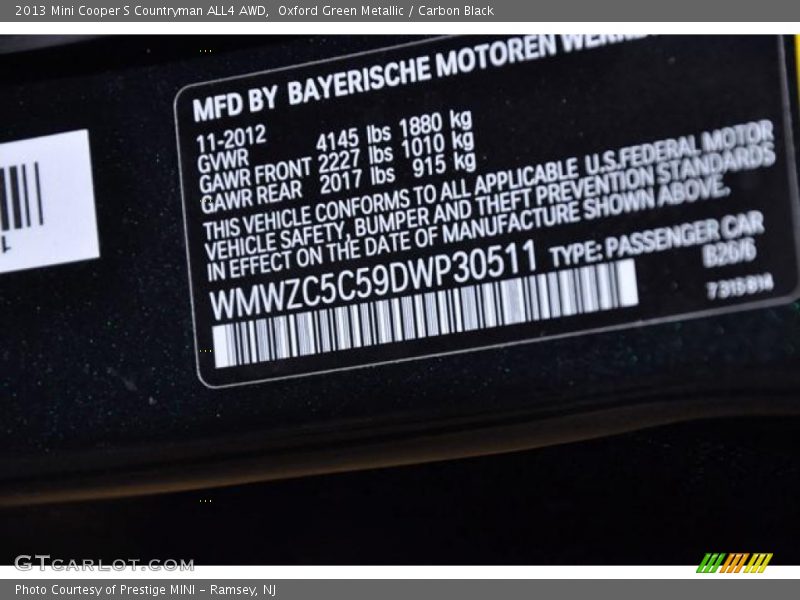 2013 Mini Cooper S Countryman ALL4 AWD,  Oxford Green Metallic / Carbon Black
MFD BY BAYERISCHE MOTOREN WERKE
11-2012
GVWR 4145 lbs 1880 kg
GAWR FRONT 2227 lbs 1010 kg
GAWR REAR 2017 lbs 915 kg
THIS VEHICLE CONFORMS TO ALL APPLICABLE U.S.FEDERAL MOTOR
VEHICLE SAFETY, BUMPER AND THEFT PREVENTION STANDARDS
IN EFFECT ON THE DATE OF MANUFACTURE SHOWN ABOVE.
WMWZC5C59DWP30511 TYPE: PASSENGER CAR
B26/6
GTCARLOT.COM
Photo Courtesy of Prestige MINI – Ramsey, NJ